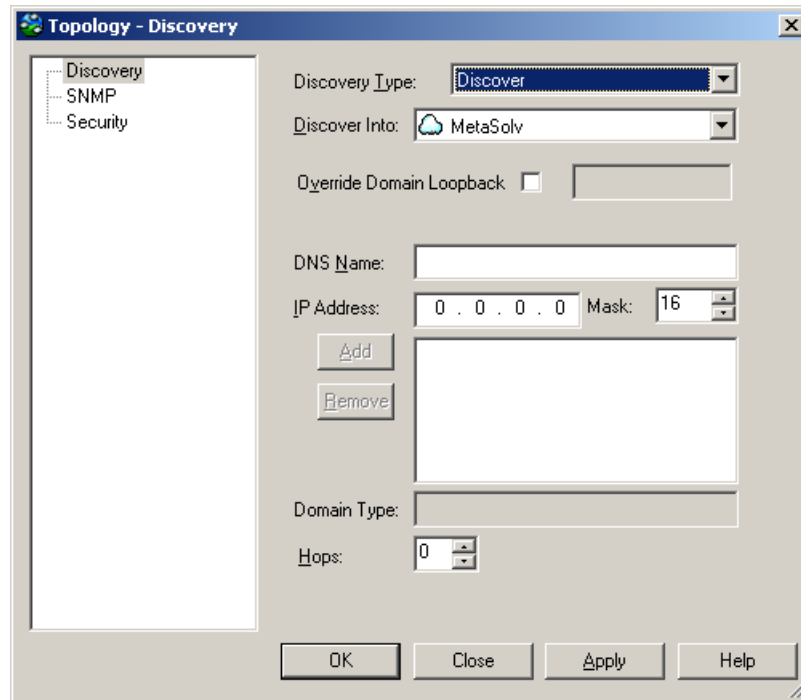 Topology - Discovery
Discovery
SNMP
Security
Discovery Type: Discover
Discover Into: MetaSolv
Override Domain Loopback
DNS Name:
IP Address: 0 . 0 . 0 . 0 Mask: 16
Add
Remove
Domain Type:
Hops: 0
OK Close Apply Help